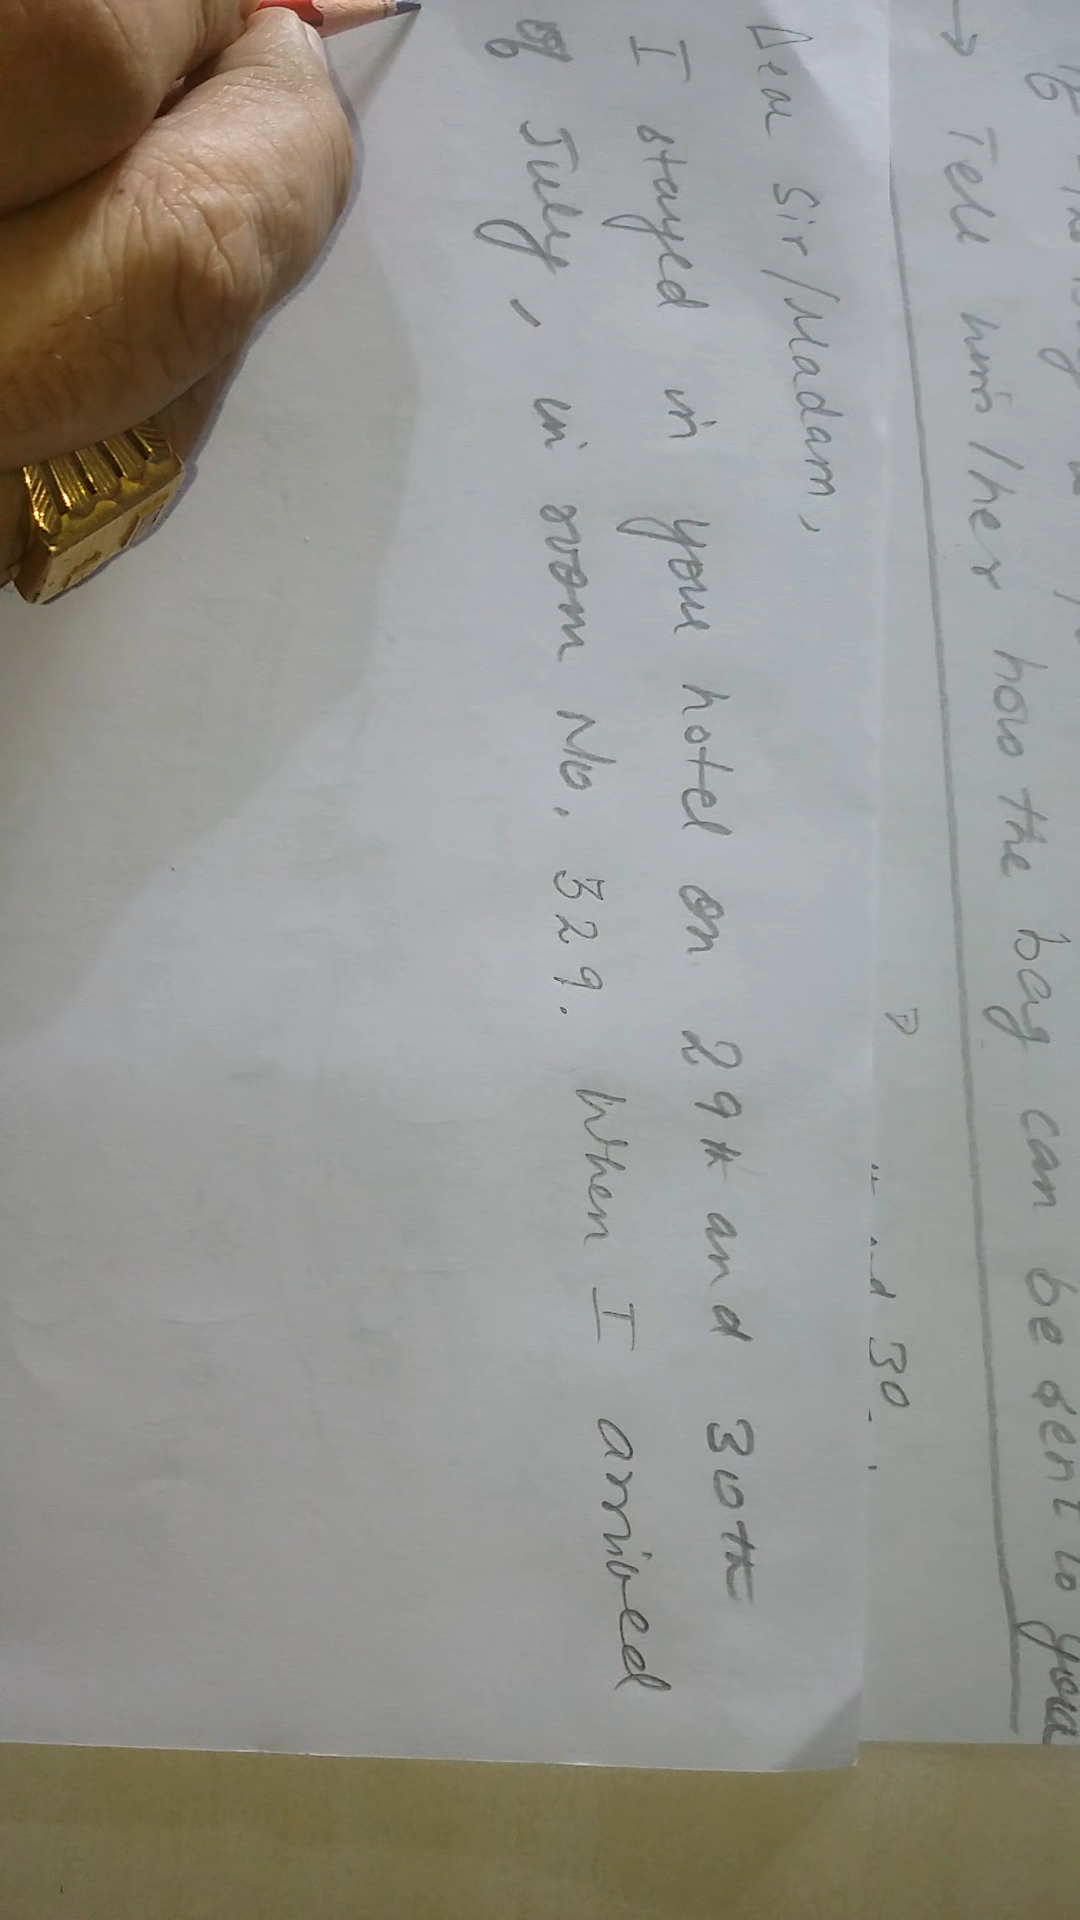 → Tell him/her how the bag can be sent to you
30
Dear Sir/Madam,
I stayed in your hotel on 29th and 30th
of July, in room No. 329. When I arrived